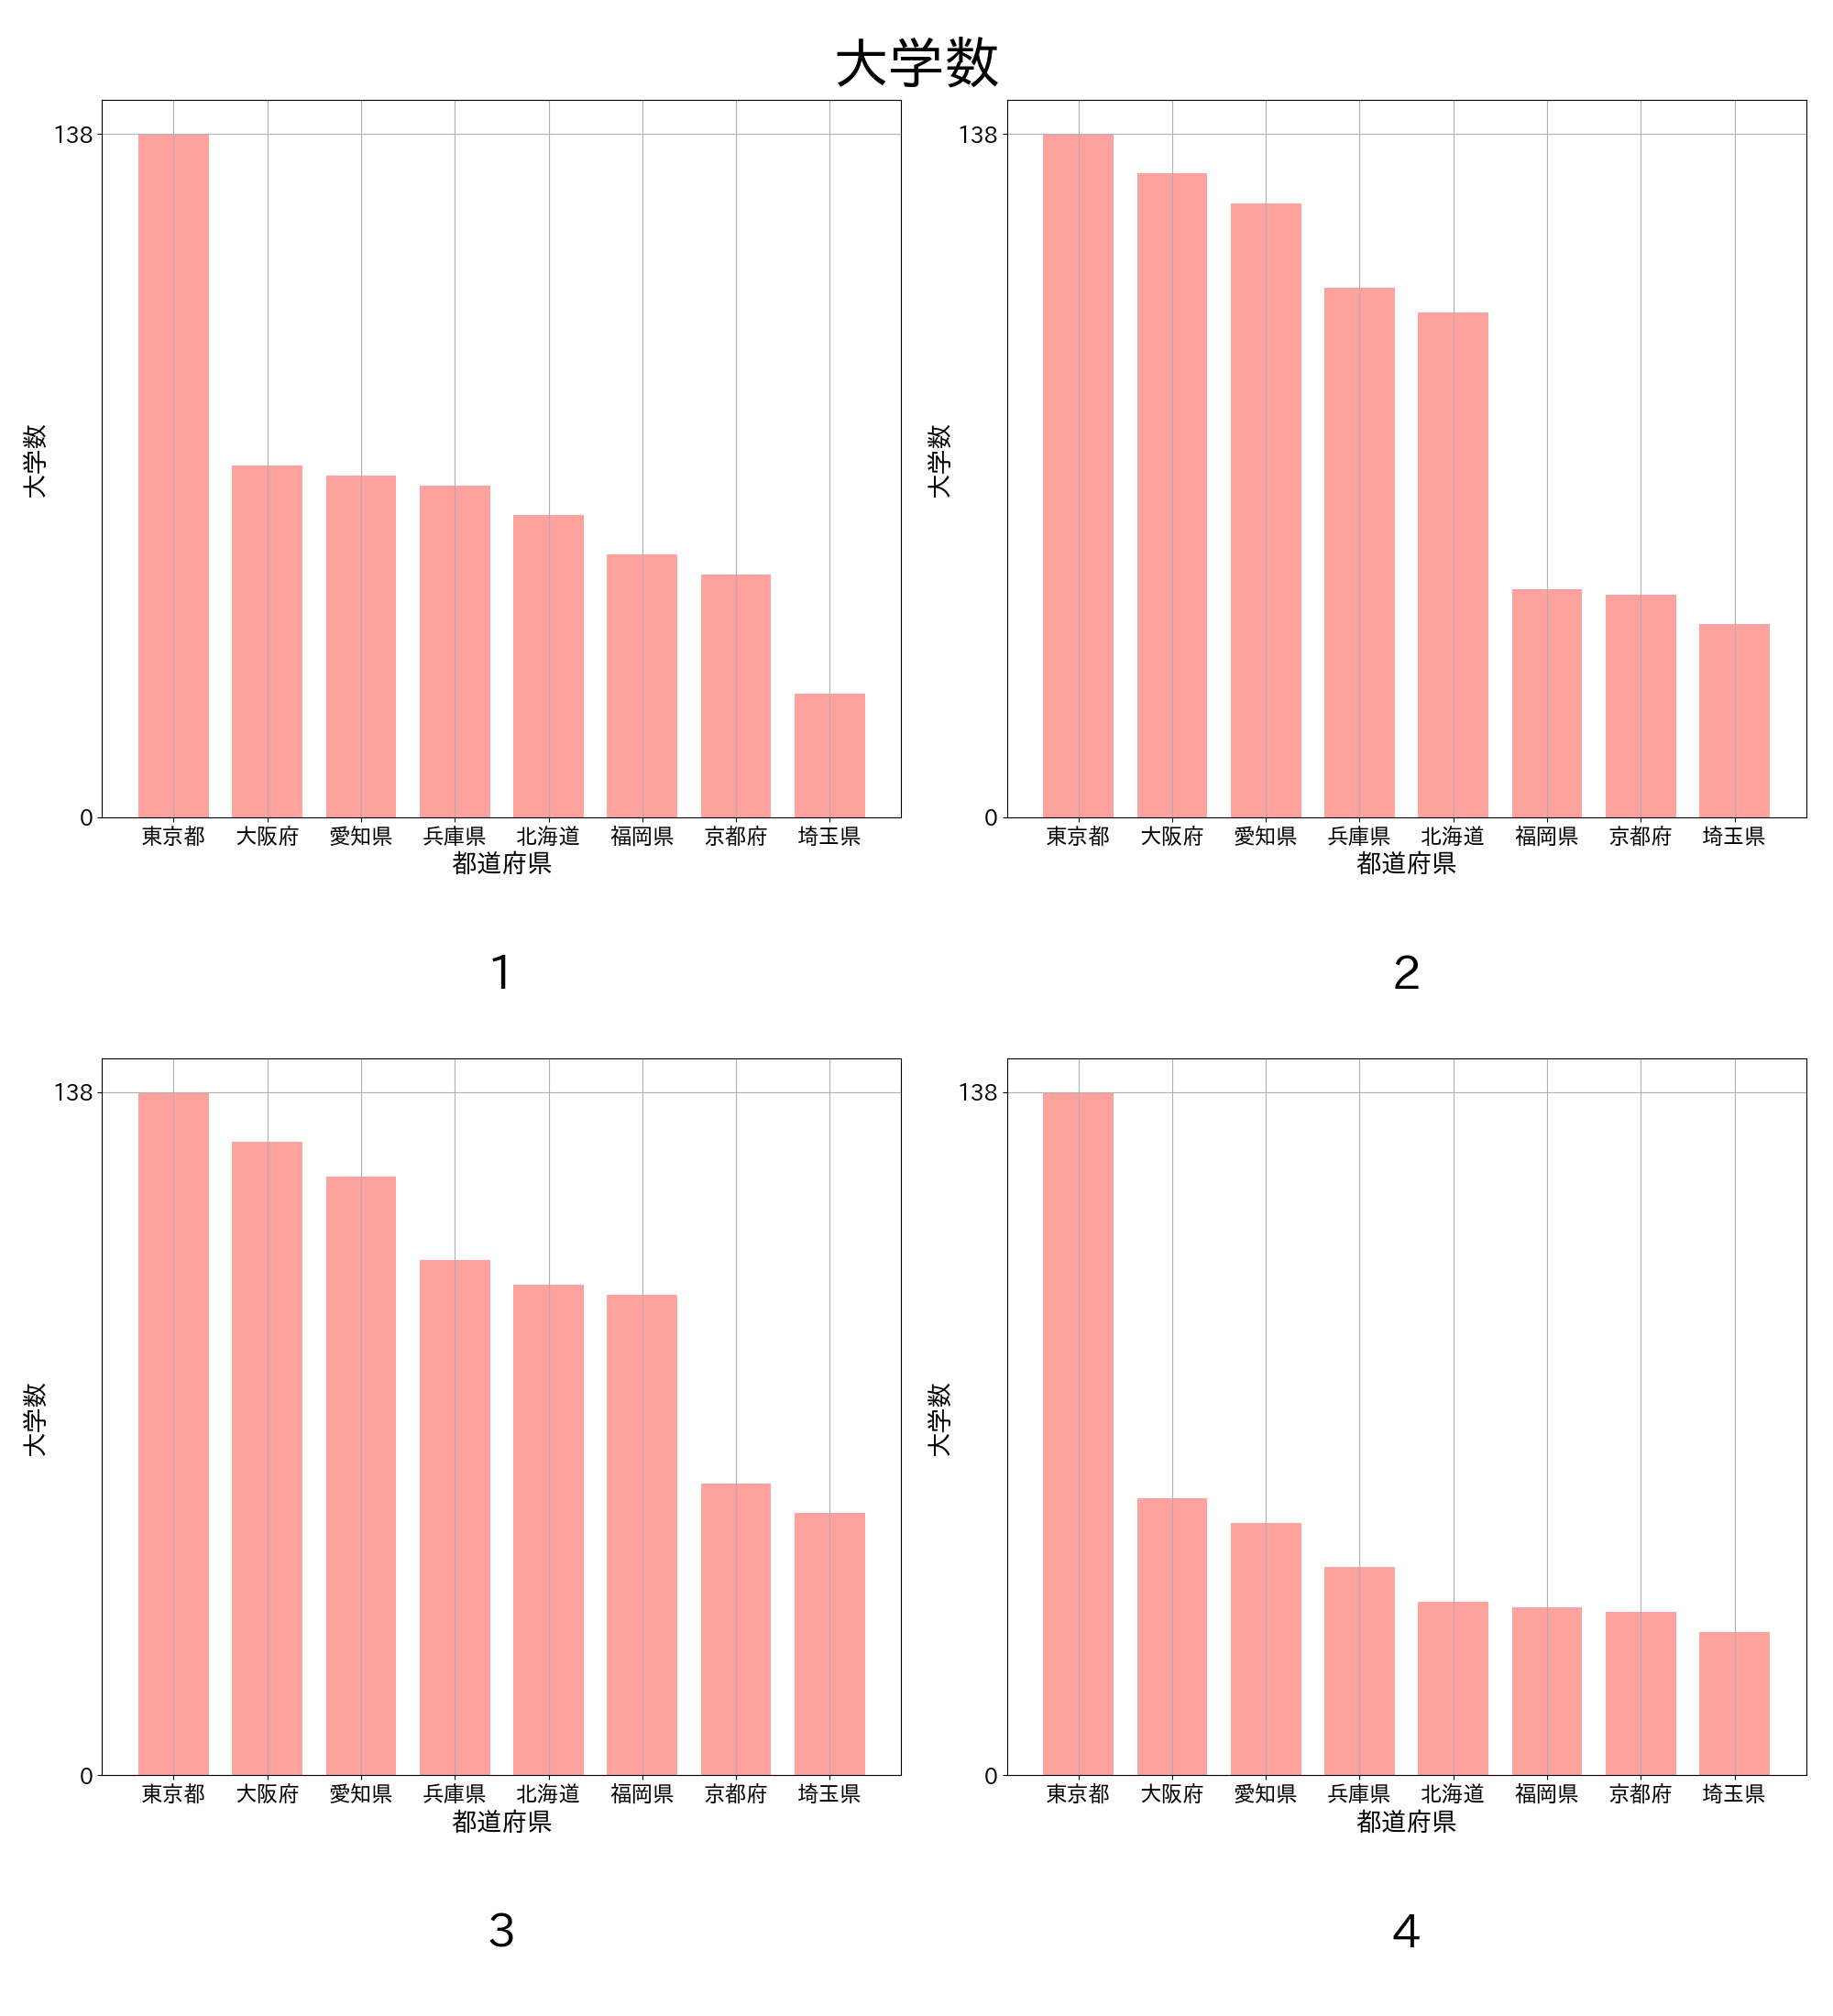 大学数
138
0
大学数
東京都 大阪府 愛知県 兵庫県 北海道 福岡県 京都府 埼玉県
都道府県
1
138
0
大学数
東京都 大阪府 愛知県 兵庫県 北海道 福岡県 京都府 埼玉県
都道府県
2
138
0
大学数
東京都 大阪府 愛知県 兵庫県 北海道 福岡県 京都府 埼玉県
都道府県
3
138
0
大学数
東京都 大阪府 愛知県 兵庫県 北海道 福岡県 京都府 埼玉県
都道府県
4